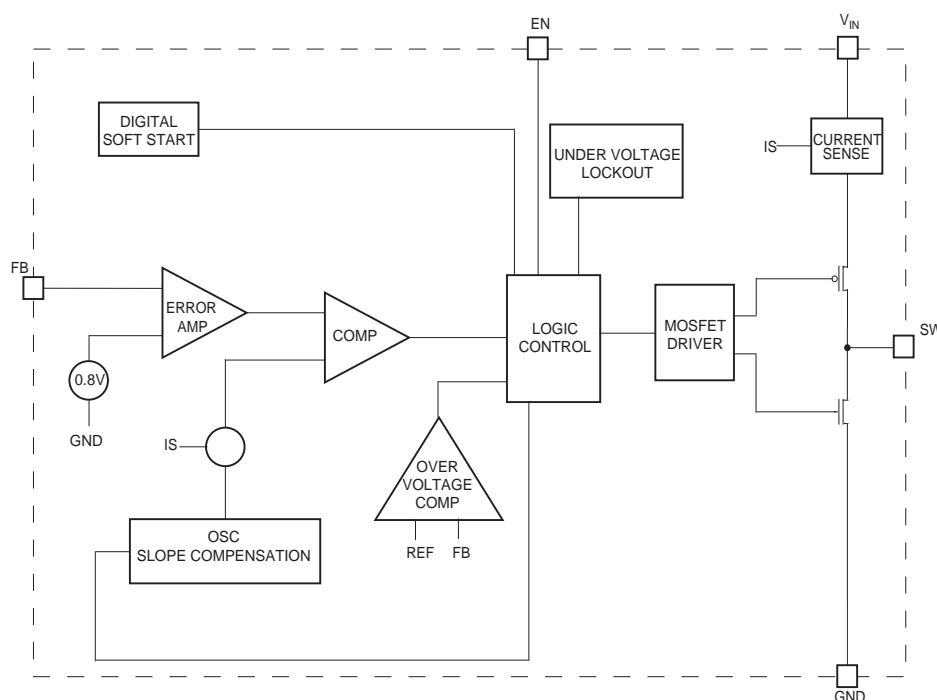 EN
VIN
DIGITAL
SOFT START
UNDER VOLTAGE
LOCKOUT
IS
CURRENT
SENSE
FB
ERROR
AMP
COMP
LOGIC
CONTROL
MOSFET
DRIVER
SW
0.8V
GND
IS
OVER
VOLTAGE
COMP
REF
FB
OSC
SLOPE COMPENSATION
GND